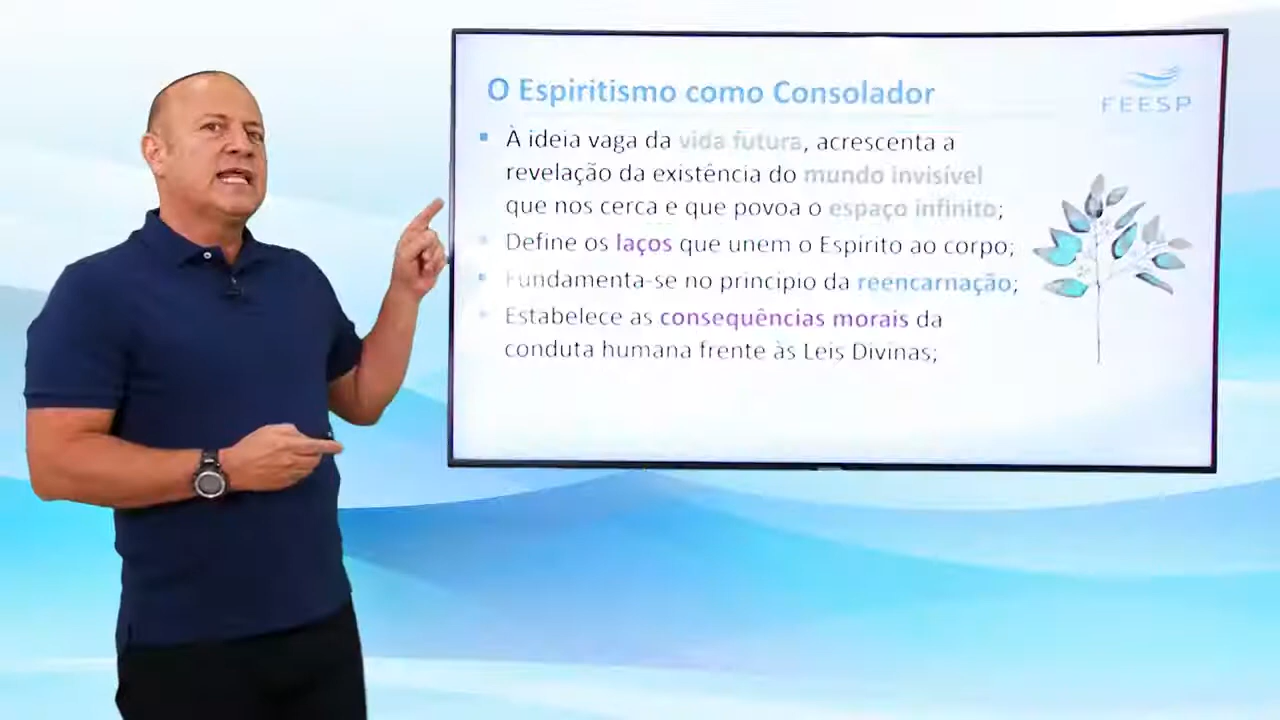 O Espiritismo como Consolador
FEESP
À ideia vaga da vida futura, acrescenta a
revelação da existência do mundo invisível
que nos cerca e que povoa o espaço infinito;
Define os laços que unem o Espírito ao corpo;
Fundamenta-se no princípio da reencarnação;
Estabelece as consequências morais da
conduta humana frente às Leis Divinas;